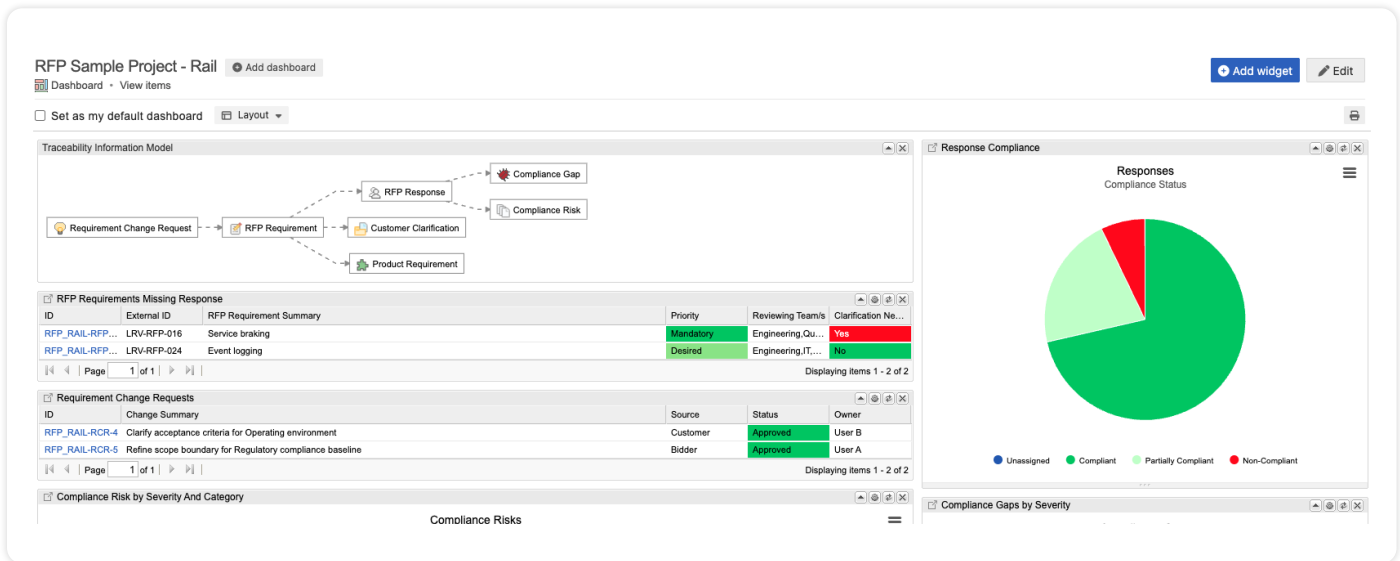 RFP Sample Project - Rail Add dashboard
Dashboard • View items
Add widget Edit
Set as my default dashboard Layout
Traceability Information Model
Compliance Gap
RFP Response
Compliance Risk
Requirement Change Request RFP Requirement Customer Clarification
Product Requirement
RFP Requirements Missing Response
ID External ID RFP Requirement Summary Priority Reviewing Team/s Clarification Ne...
RFP_RAIL-RFP... LRV-RFP-016 Service braking Mandatory Engineering,Qu... Yes
RFP_RAIL-RFP... LRV-RFP-024 Event logging Desired Engineering,IT,... No
Page 1 of 1 Displaying items 1 - 2 of 2
Requirement Change Requests
ID Change Summary Source Status Owner
RFP_RAIL-RCR-4 Clarify acceptance criteria for Operating environment Customer Approved User B
RFP_RAIL-RCR-5 Refine scope boundary for Regulatory compliance baseline Bidder Approved User A
Page 1 of 1 Displaying items 1 - 2 of 2
Compliance Risk by Severity And Category
Compliance Risks
Response Compliance
Responses
Compliance Status
Unassigned Compliant Partially Compliant Non-Compliant
Compliance Gaps by Severity